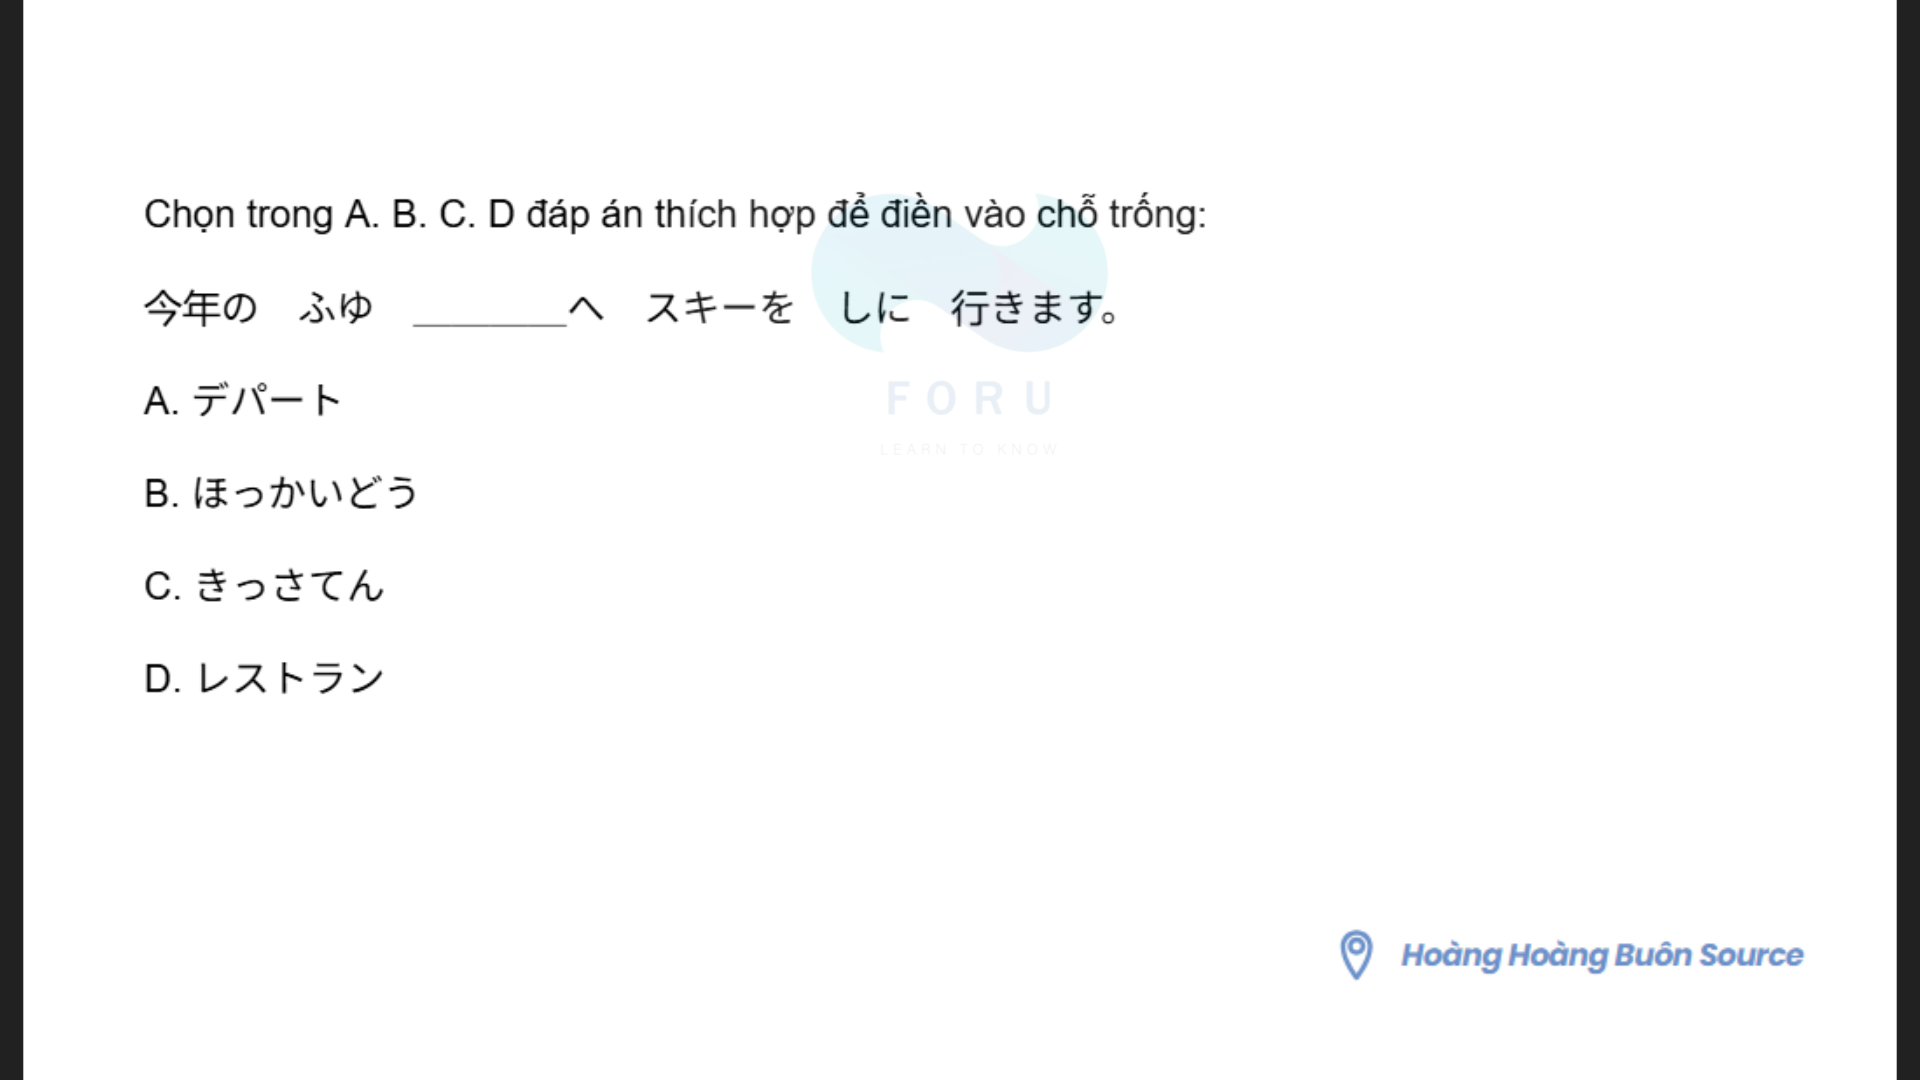 Chọn trong A. B. C. D đáp án thích hợp để điền vào chỗ trống:
今年の　ふゆ　________へ　スキーを　しに　行きます。
FORU
LEARN TO KNOW
A. デパート
B. ほっかいどう
C. きっさてん
D. レストラン
Hoàng Hoàng Buôn Source